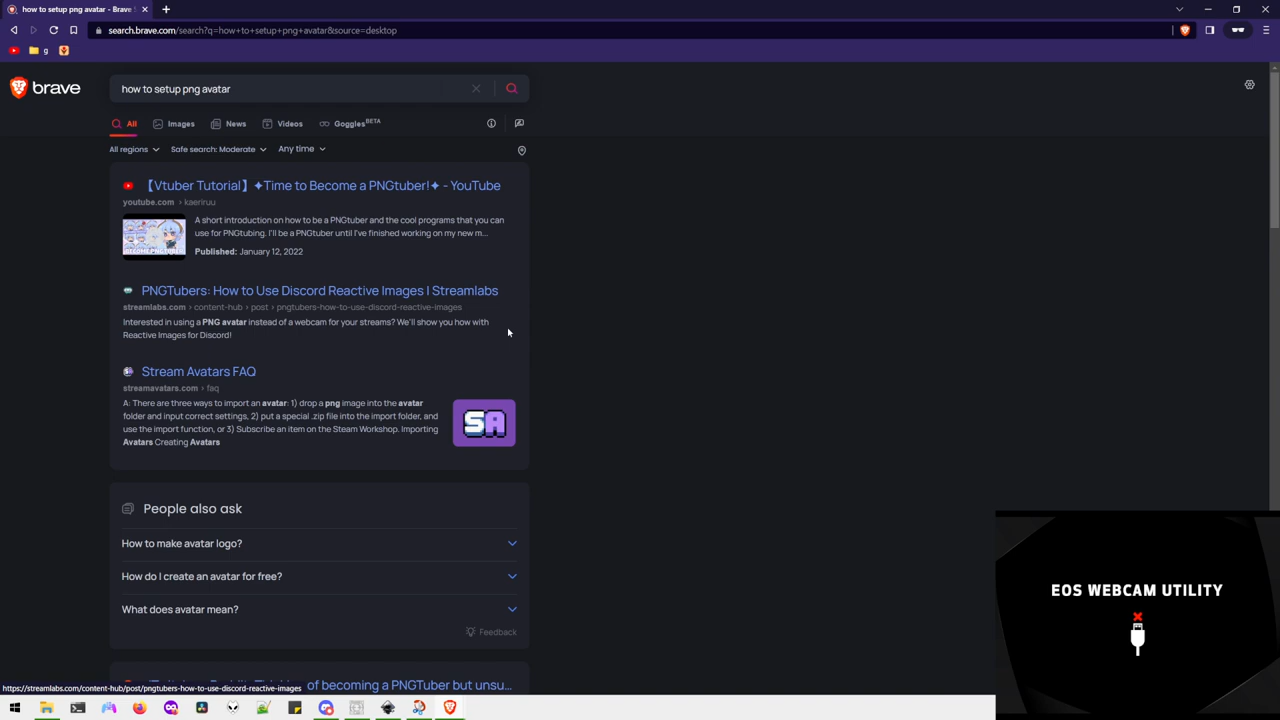 how to setup png avatar - Brave
search.brave.com/search?q=how+to+setup+png+avatar&source=desktop
g
brave
how to setup png avatar
All
Images
News
Videos
Goggles BETA
All regions
Safe search: Moderate
Any time
【Vtuber Tutorial】✦Time to Become a PNGtuber!✦ - YouTube
youtube.com › kaeriruu
A short introduction on how to be a PNGtuber and the cool programs that you can
use for PNGtubing. I'll be a PNGtuber until I've finished working on my new m...
Published: January 12, 2022
PNGTubers: How to Use Discord Reactive Images | Streamlabs
streamlabs.com › content-hub › post › pngtubers-how-to-use-discord-reactive-images
Interested in using a PNG avatar instead of a webcam for your streams? We'll show you how with
Reactive Images for Discord!
Stream Avatars FAQ
streamavatars.com › faq
A: There are three ways to import an avatar: 1) drop a png image into the avatar
folder and input correct settings, 2) put a special .zip file into the import folder, and
use the import function, or 3) Subscribe an item on the Steam Workshop. Importing
Avatars Creating Avatars
SA
People also ask
How to make avatar logo?
How do I create an avatar for free?
What does avatar mean?
Feedback
of becoming a PNGTuber but unsu...
https://streamlabs.com/content-hub/post/pngtubers-how-to-use-discord-reactive-images
EOS WEBCAM UTILITY